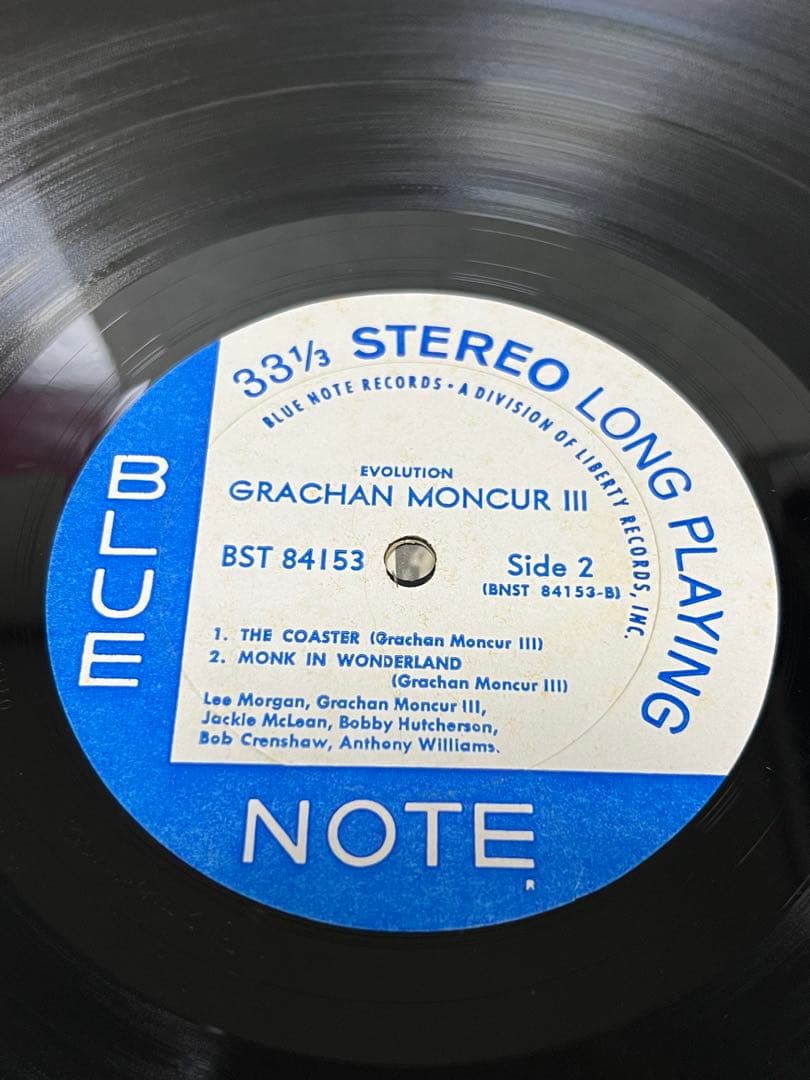 33⅓ STEREO LONG PLAYING
BLUE NOTE RECORDS · A DIVISION OF LIBERTY RECORDS, INC.
EVOLUTION
GRACHAN MONCUR III
BST 84153
Side 2
(BNST 84153-B)
1. THE COASTER (Grachan Moncur III)
2. MONK IN WONDERLAND
(Grachan Moncur III)
Lee Morgan, Grachan Moncur III,
Jackie McLean, Bobby Hutcherson,
Bob Crenshaw, Anthony Williams.
BLUE
NOTE
R